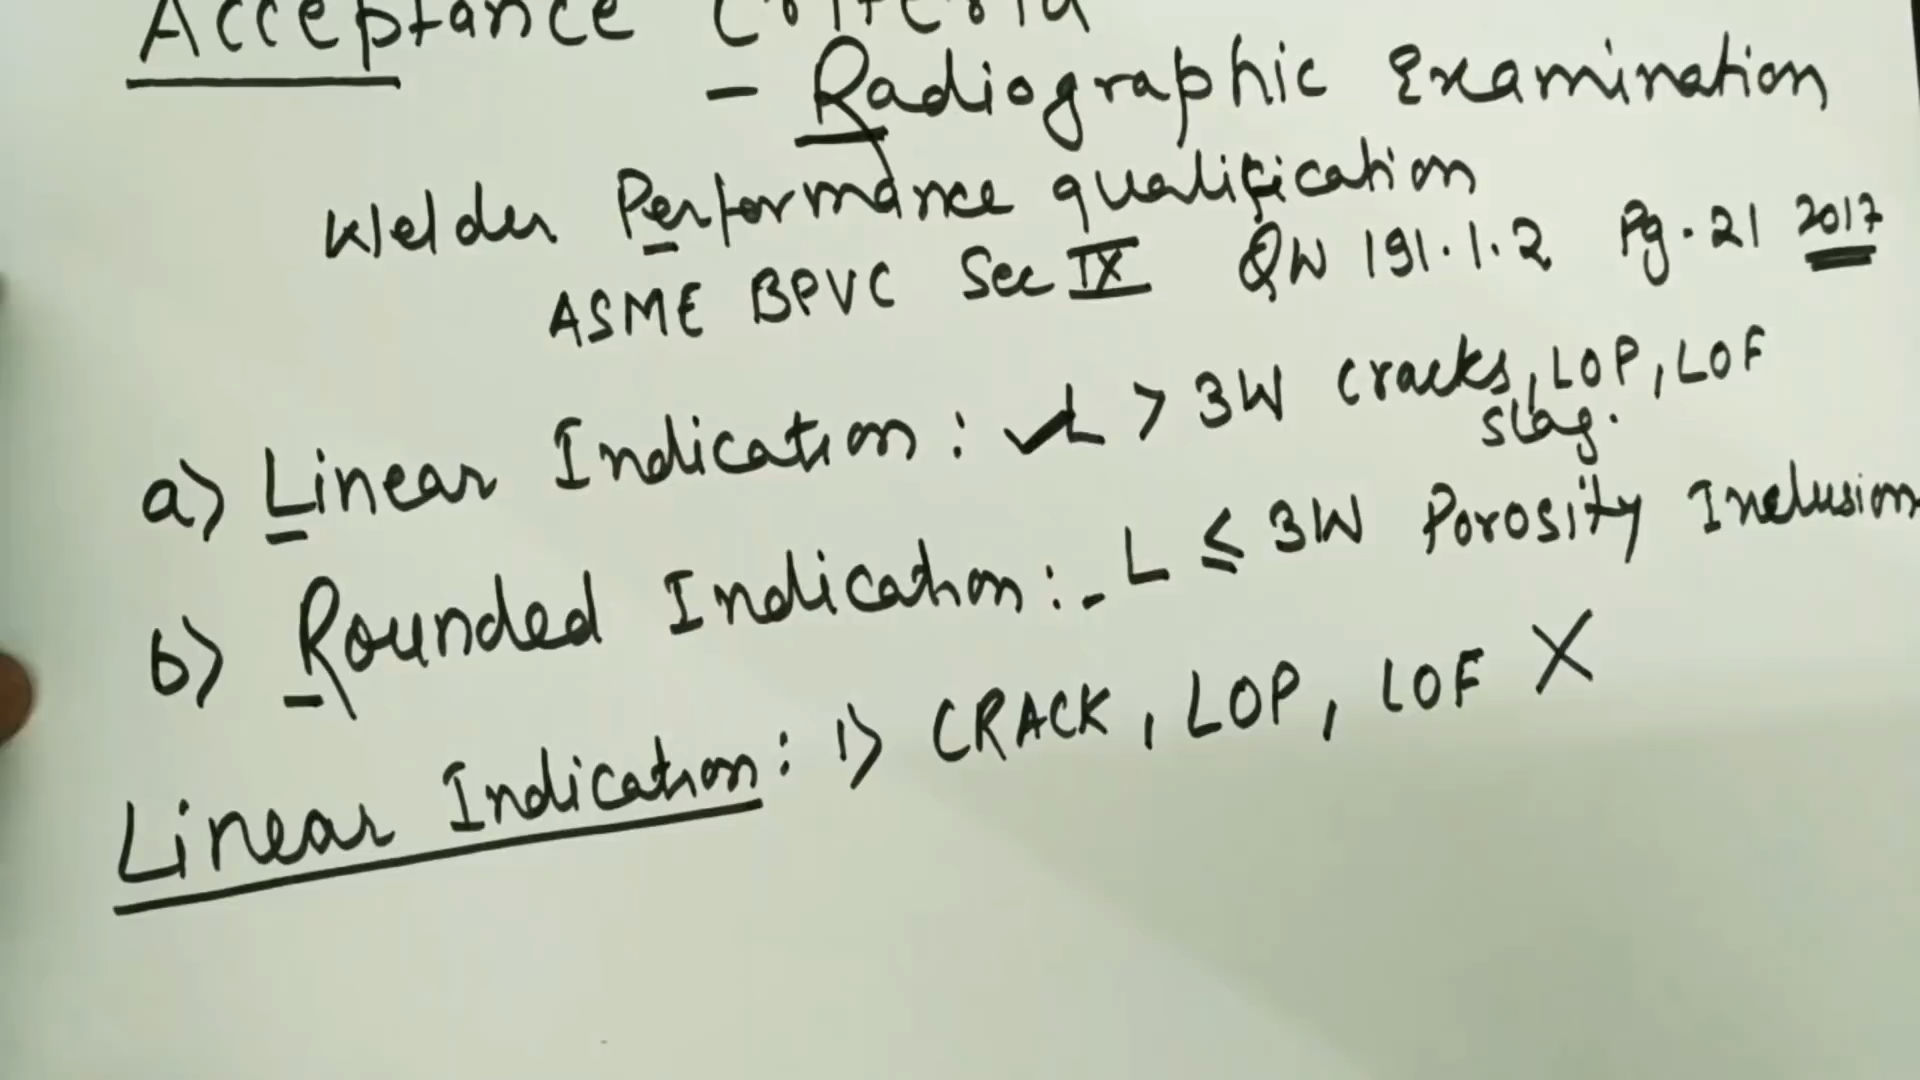 Acceptance Criteria
- Radiographic Examination
Welder Performance qualification
ASME BPVC Sec IX QW 191.1.2 Pg.21 2017
a) Linear Indication: L > 3W cracks, LOP, LOF
slag.
b) Rounded Indication:- L ≤ 3W Porosity Inclusion
Linear Indication: 1) CRACK, LOP, LOF X